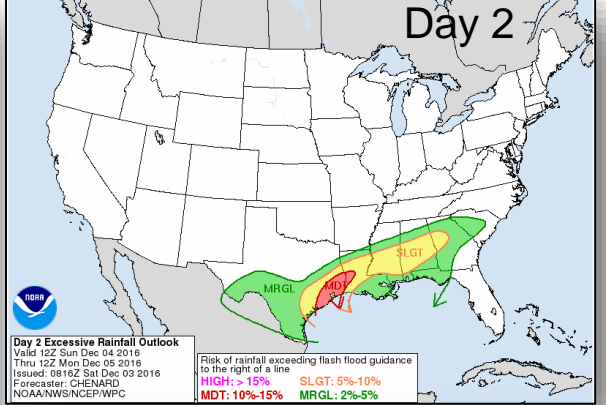 Day 2
SLGT
MRGL
MDT
NOAA
Day 2 Excessive Rainfall Outlook
Valid 12Z Sun Dec 04 2016
Thru 12Z Mon Dec 05 2016
Issued: 0816Z Sat Dec 03 2016
Forecaster: CHENARD
NOAA/NWS/NCEP/WPC
Risk of rainfall exceeding flash flood guidance
to the right of a line
HIGH: > 15% SLGT: 5%-10%
MDT: 10%-15% MRGL: 2%-5%